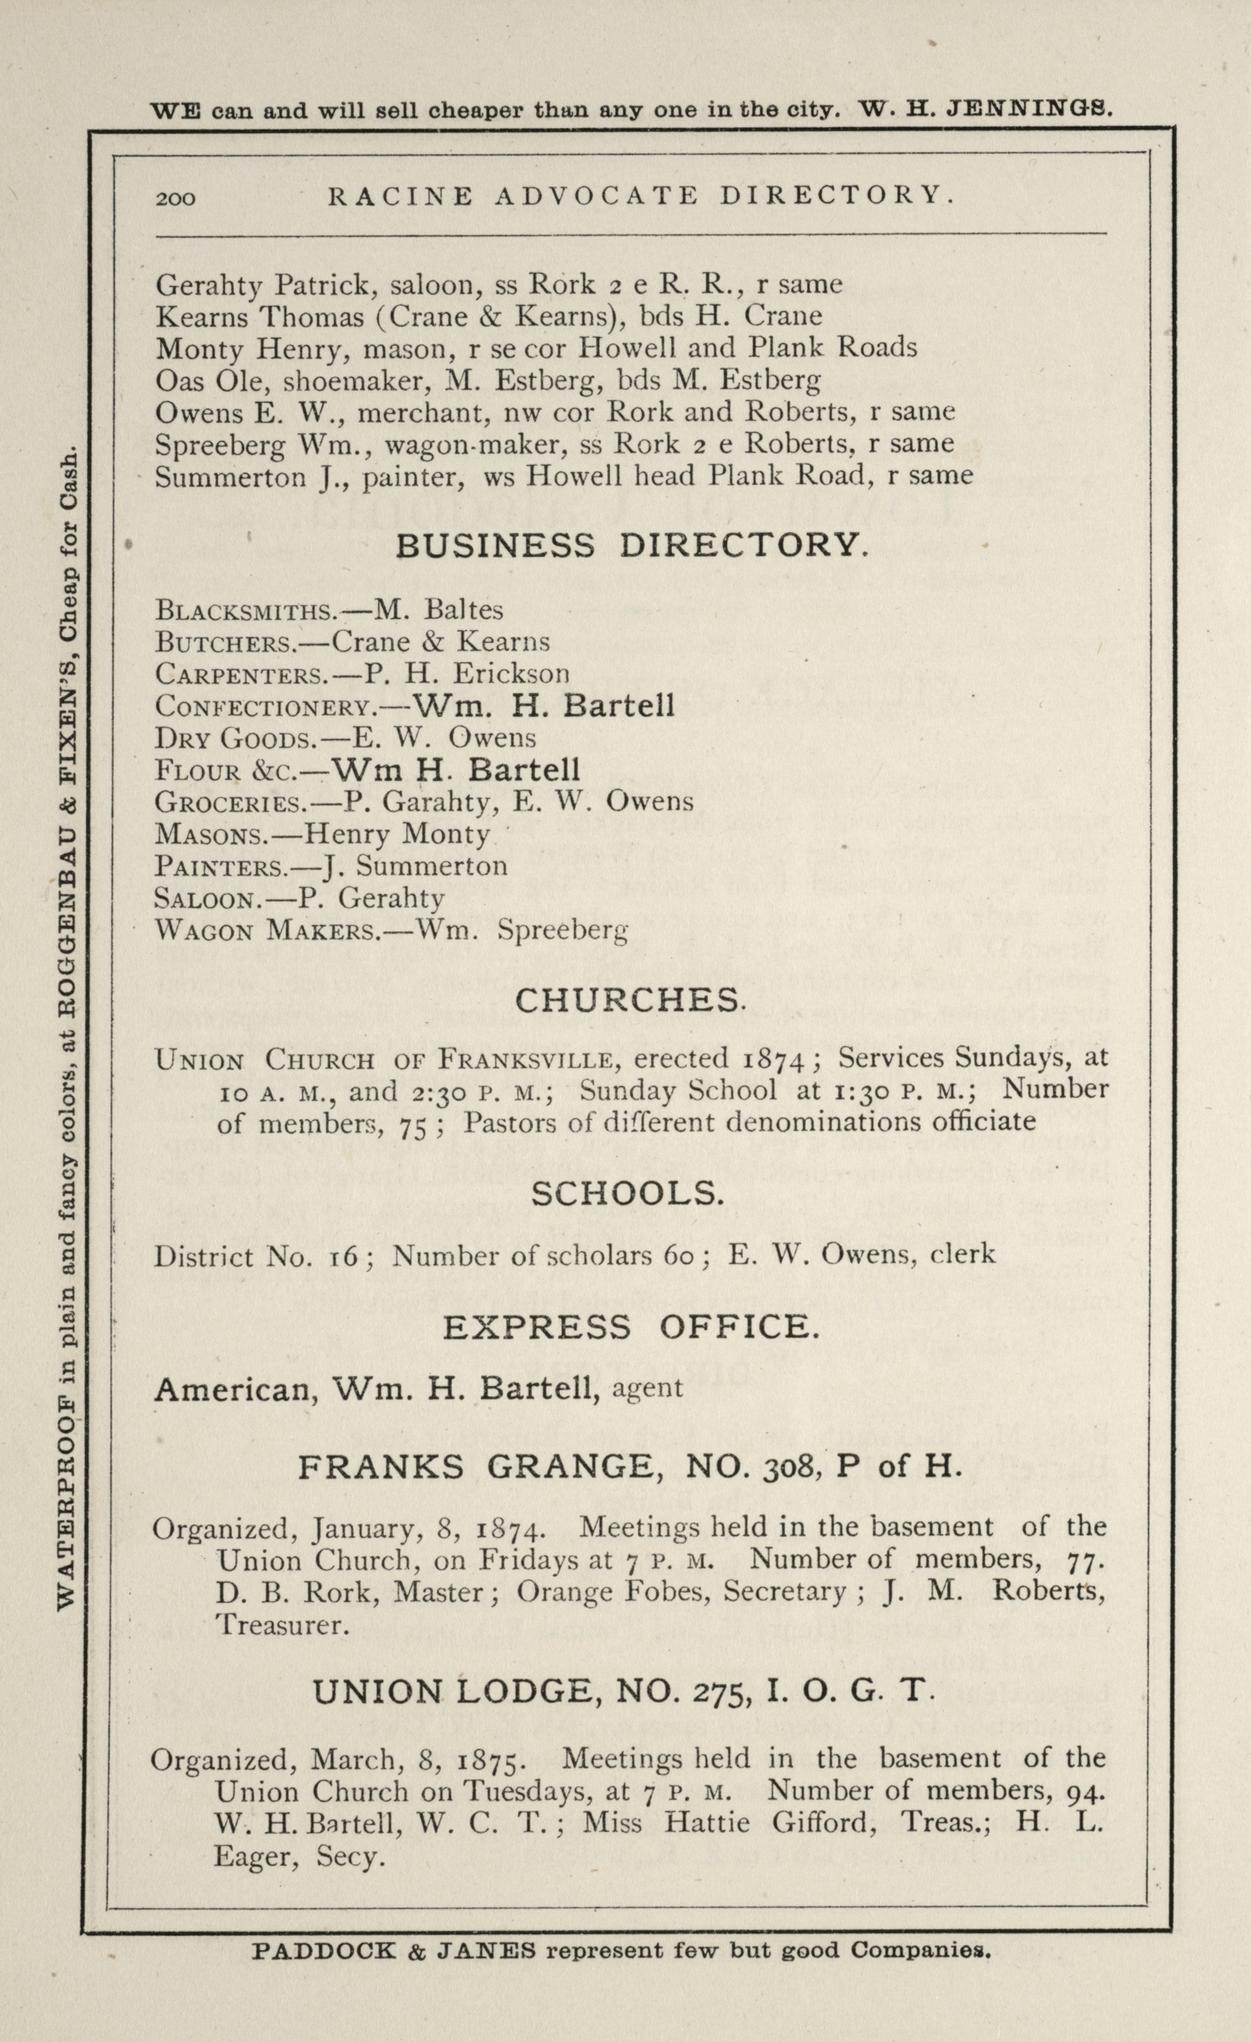 WE can and will sell cheaper than any one in the city. W. H. JENNINGS.
200 RACINE ADVOCATE DIRECTORY.
Gerahty Patrick, saloon, ss Rork 2 e R. R., r same
Kearns Thomas (Crane & Kearns), bds H. Crane
Monty Henry, mason, r se cor Howell and Plank Roads
Oas Ole, shoemaker, M. Estberg, bds M. Estberg
Owens E. W., merchant, nw cor Rork and Roberts, r same
Spreeberg Wm., wagon-maker, ss Rork 2 e Roberts, r same
Summerton J., painter, ws Howell head Plank Road, r same
BUSINESS DIRECTORY.
BLACKSMITHS.—M. Baltes
BUTCHERS.—Crane & Kearns
CARPENTERS.—P. H. Erickson
CONFECTIONERY.—Wm. H. Bartell
DRY GOODS.—E. W. Owens
FLOUR &C.—Wm H. Bartell
GROCERIES.—P. Garahty, E. W. Owens
MASONS.—Henry Monty
PAINTERS.—J. Summerton
SALOON.—P. Gerahty
WAGON MAKERS.—Wm. Spreeberg
CHURCHES.
UNION CHURCH OF FRANKSVILLE, erected 1874; Services Sundays, at
10 A. M., and 2:30 P. M.; Sunday School at 1:30 P. M.; Number
of members, 75; Pastors of different denominations officiate
SCHOOLS.
District No. 16; Number of scholars 60; E. W. Owens, clerk
EXPRESS OFFICE.
American, Wm. H. Bartell, agent
FRANKS GRANGE, NO. 308, P of H.
Organized, January, 8, 1874. Meetings held in the basement of the
Union Church, on Fridays at 7 P. M. Number of members, 77.
D. B. Rork, Master; Orange Fobes, Secretary; J. M. Roberts,
Treasurer.
UNION LODGE, NO. 275, I. O. G. T.
Organized, March, 8, 1875. Meetings held in the basement of the
Union Church on Tuesdays, at 7 P. M. Number of members, 94.
W. H. Bartell, W. C. T.; Miss Hattie Gifford, Treas.; H. L.
Eager, Secy.
PADDOCK & JANES represent few but good Companies.
WATERPROOF in plain and fancy colors, at ROGGENBAU & FIXEN'S, Cheap for Cash.